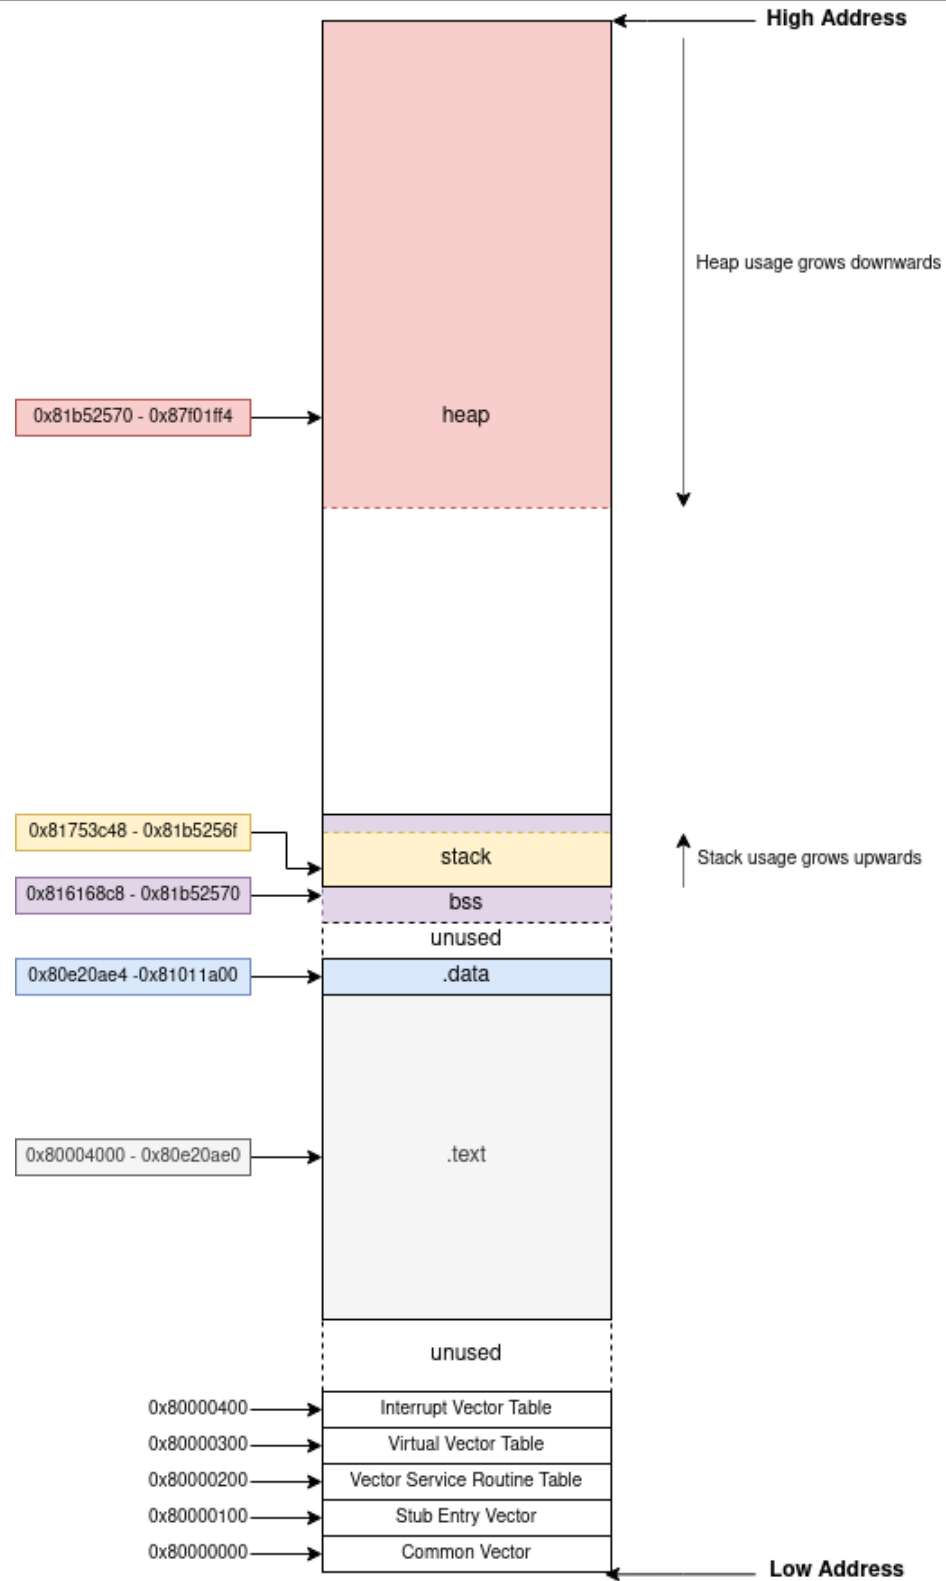 High Address
Heap usage grows downwards
0x81b52570 - 0x87f01ff4
heap
0x81753c48 - 0x81b5256f
stack
Stack usage grows upwards
0x816168c8 - 0x81b52570
bss
unused
0x80e20ae4 -0x81011a00
.data
0x80004000 - 0x80e20ae0
.text
unused
0x80000400
Interrupt Vector Table
0x80000300
Virtual Vector Table
0x80000200
Vector Service Routine Table
0x80000100
Stub Entry Vector
0x80000000
Common Vector
Low Address